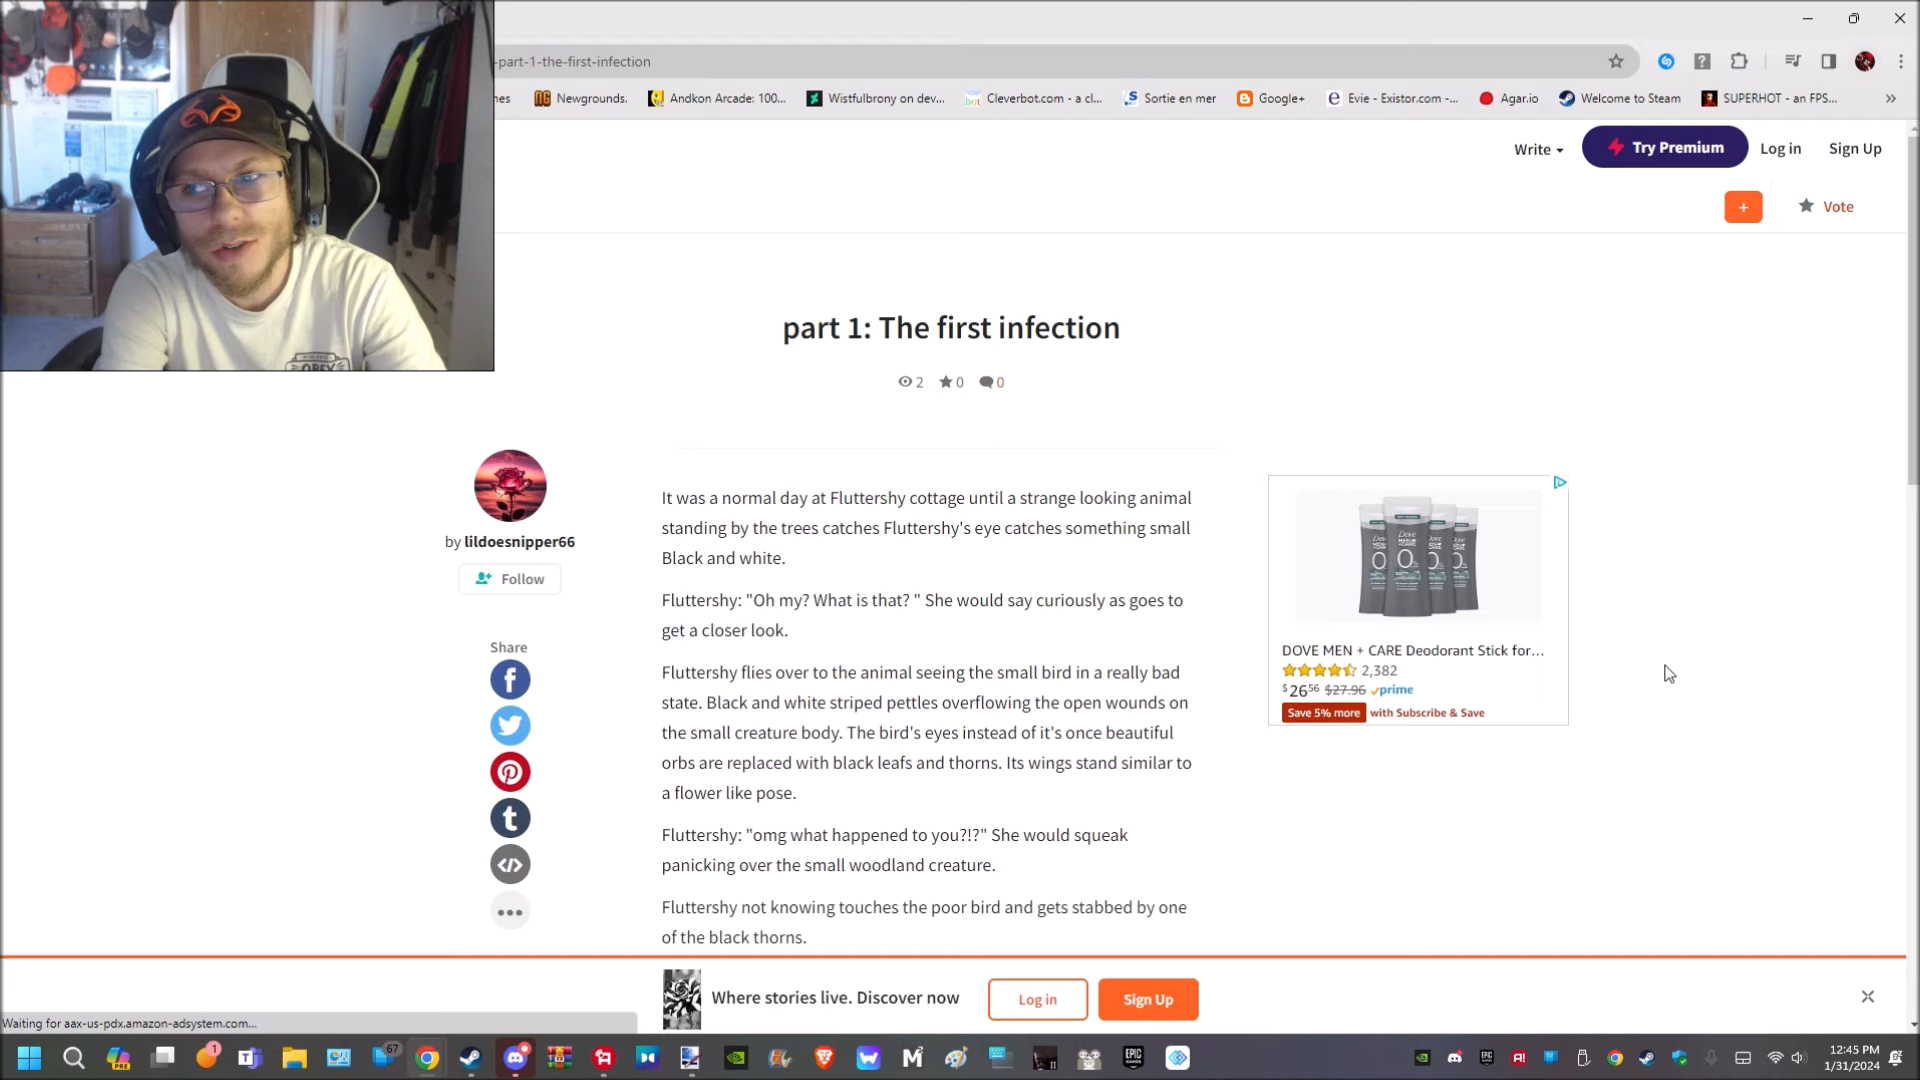 -part-1-the-first-infection
nes Newgrounds. Andkon Arcade: 100... Wistfulbrony on dev... Cleverbot.com - a cl... Sortie en mer Google+ Evie - Existor.com -... Agar.io Welcome to Steam SUPERHOT - an FPS... »
Write Try Premium Log in Sign Up
+ Vote
OBEY
part 1: The first infection
2 0 0
by lildoesnipper66
Follow
Share
It was a normal day at Fluttershy cottage until a strange looking animal
standing by the trees catches Fluttershy's eye catches something small
Black and white.
Fluttershy: "Oh my? What is that? " She would say curiously as goes to
get a closer look.
Fluttershy flies over to the animal seeing the small bird in a really bad
state. Black and white striped pettles overflowing the open wounds on
the small creature body. The bird's eyes instead of it's once beautiful
orbs are replaced with black leafs and thorns. Its wings stand similar to
a flower like pose.
Fluttershy: "omg what happened to you?!?" She would squeak
panicking over the small woodland creature.
Fluttershy not knowing touches the poor bird and gets stabbed by one
of the black thorns.
DOVE MEN + CARE Deodorant Stick for...
2,382
$2656 $27.96 prime
Save 5% more with Subscribe & Save
Where stories live. Discover now Log in Sign Up
Waiting for aax-us-pdx.amazon-adsystem.com...
12:45 PM
1/31/2024